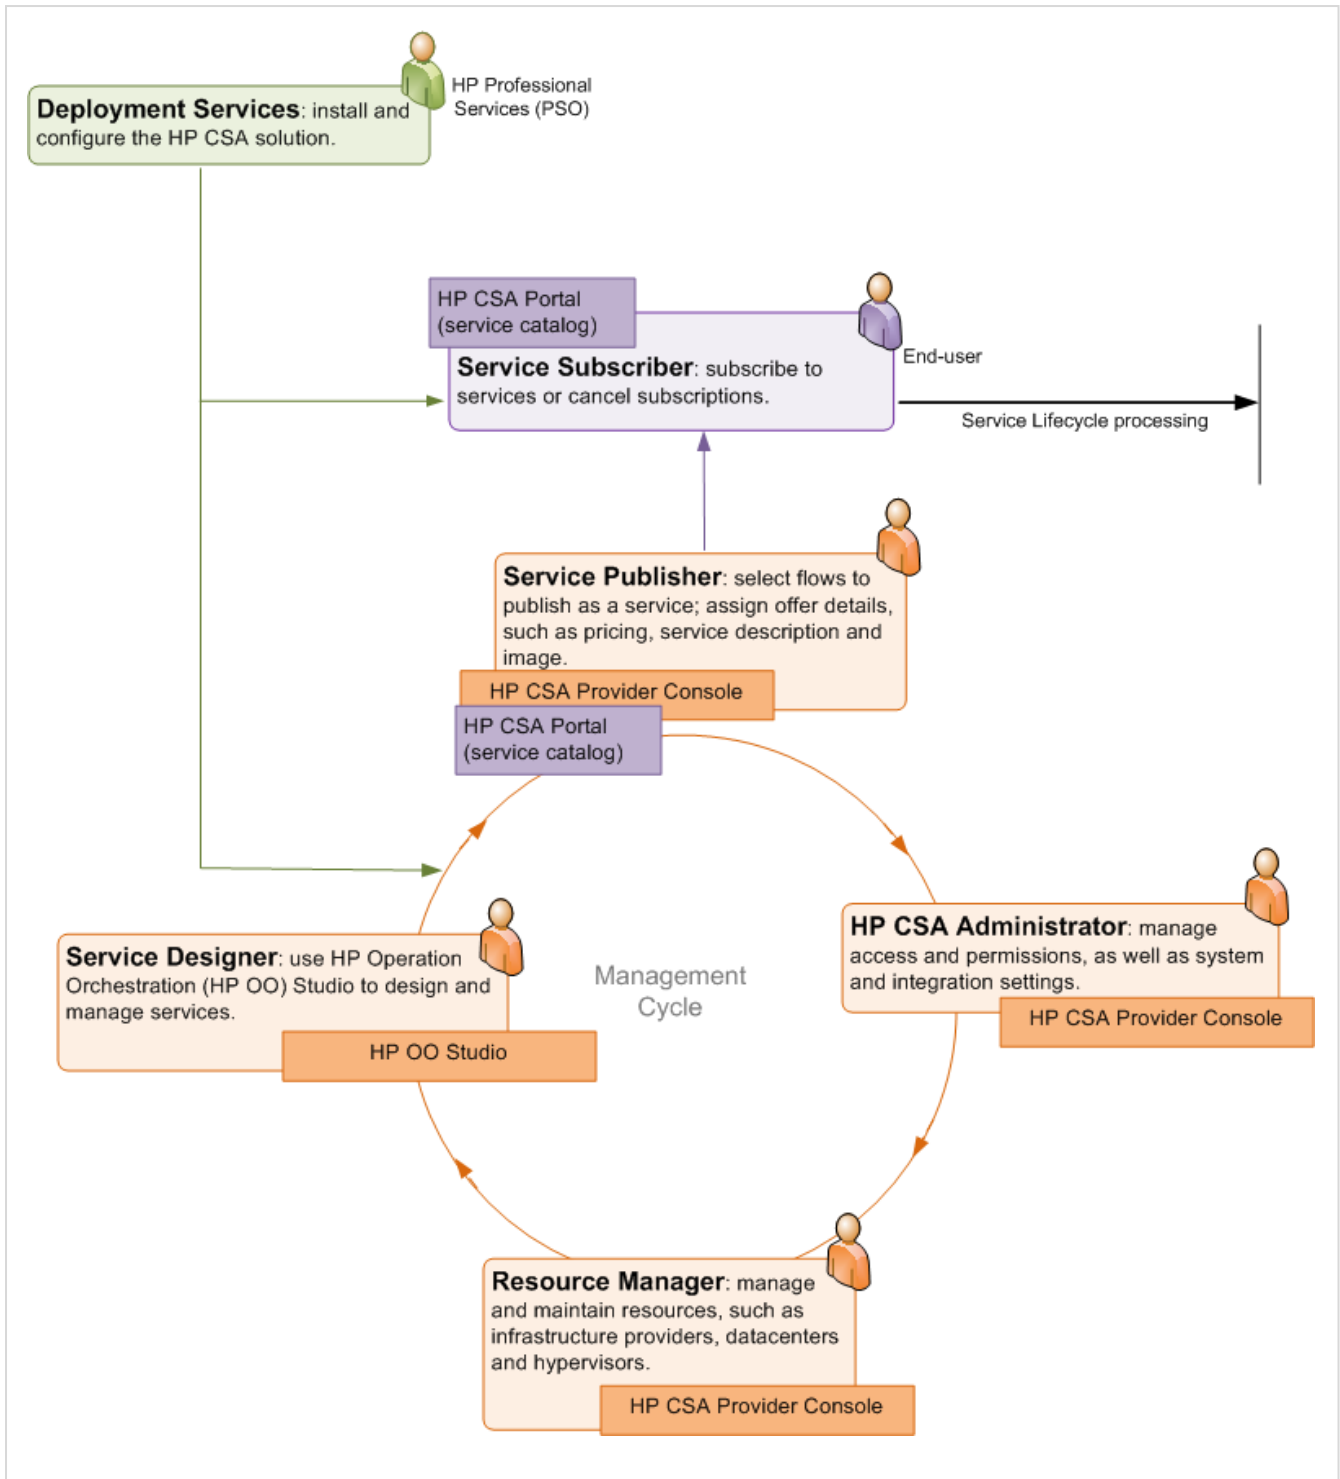 HP Professional
Services (PSO)
Deployment Services: install and
configure the HP CSA solution.
HP CSA Portal
(service catalog)
Service Subscriber: subscribe to
services or cancel subscriptions.
End-user
Service Lifecycle processing
Service Publisher: select flows to
publish as a service; assign offer details,
such as pricing, service description and
image.
HP CSA Provider Console
HP CSA Portal
(service catalog)
HP CSA Administrator: manage
access and permissions, as well as system
and integration settings.
HP CSA Provider Console
Service Designer: use HP Operation
Orchestration (HP OO) Studio to design and
manage services.
HP OO Studio
Management
Cycle
Resource Manager: manage
and maintain resources, such as
infrastructure providers, datacenters
and hypervisors.
HP CSA Provider Console